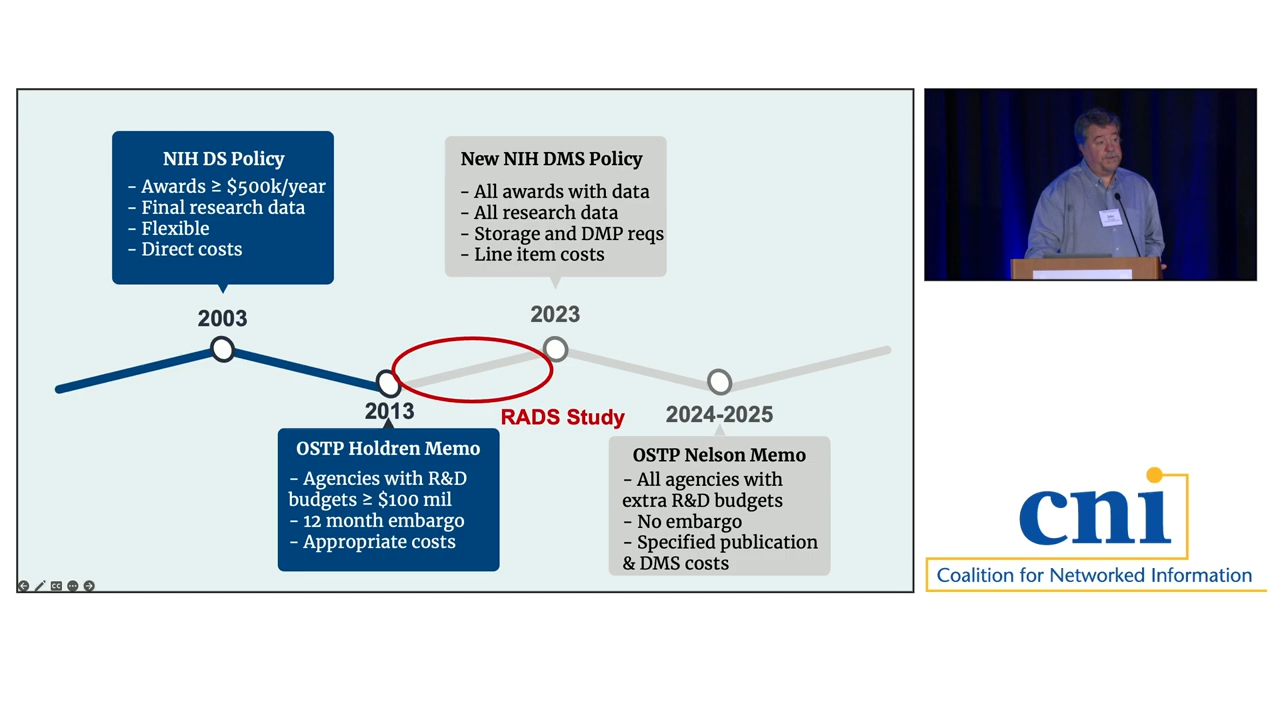 NIH DS Policy
- Awards ≥ $500k/year
- Final research data
- Flexible
- Direct costs
New NIH DMS Policy
- All awards with data
- All research data
- Storage and DMP reqs
- Line item costs
2003
2023
2013
RADS Study
2024-2025
OSTP Holdren Memo
- Agencies with R&D
budgets ≥ $100 mil
- 12 month embargo
- Appropriate costs
OSTP Nelson Memo
- All agencies with
extra R&D budgets
- No embargo
- Specified publication
& DMS costs
cni
Coalition for Networked Information